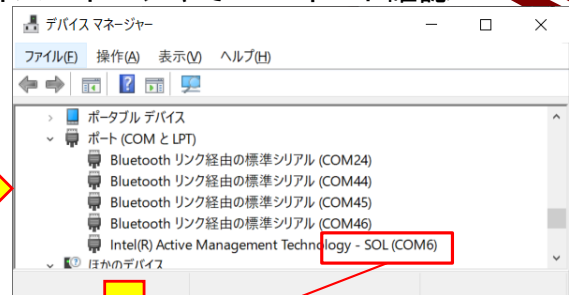 デバイス マネージャー
ファイル(F) 操作(A) 表示(V) ヘルプ(H)
ポータブル デバイス
ポート (COM と LPT)
Bluetooth リンク経由の標準シリアル (COM24)
Bluetooth リンク経由の標準シリアル (COM44)
Bluetooth リンク経由の標準シリアル (COM45)
Bluetooth リンク経由の標準シリアル (COM46)
Intel(R) Active Management Technology - SOL (COM6)
ほかのデバイス